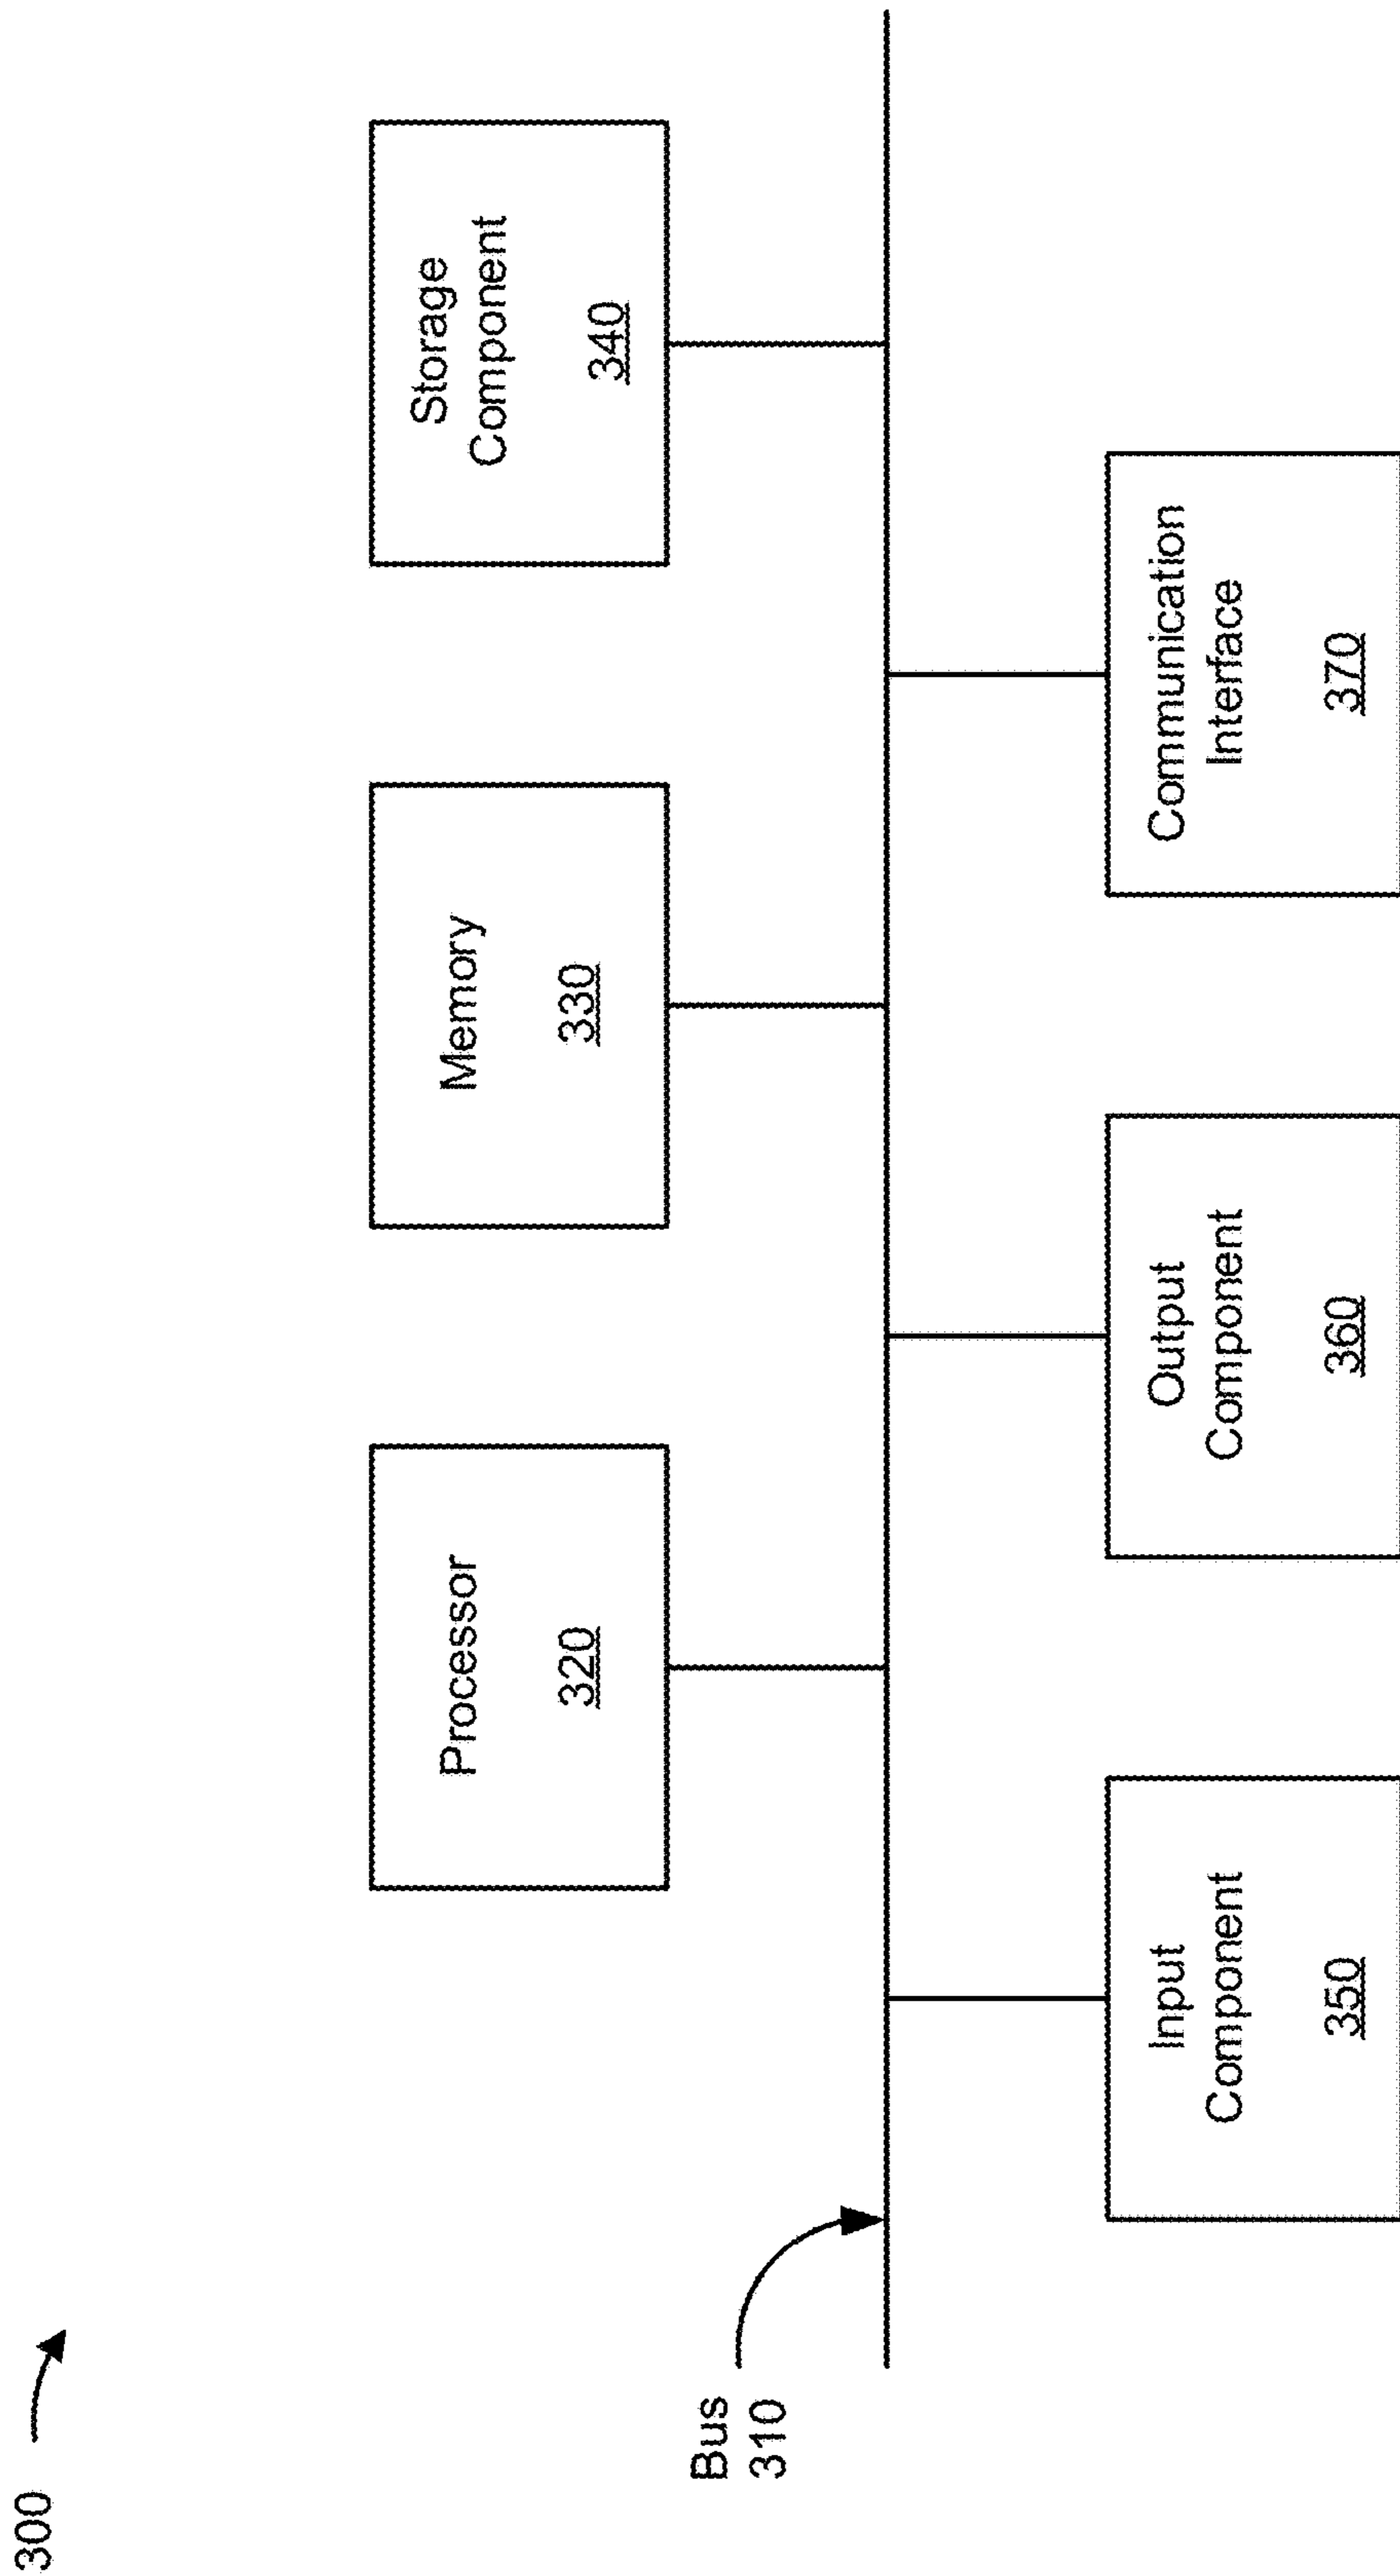 300
Bus
310
Processor
320
Memory
330
Storage
Component
340
Input
Component
350
Output
Component
360
Communication
Interface
370